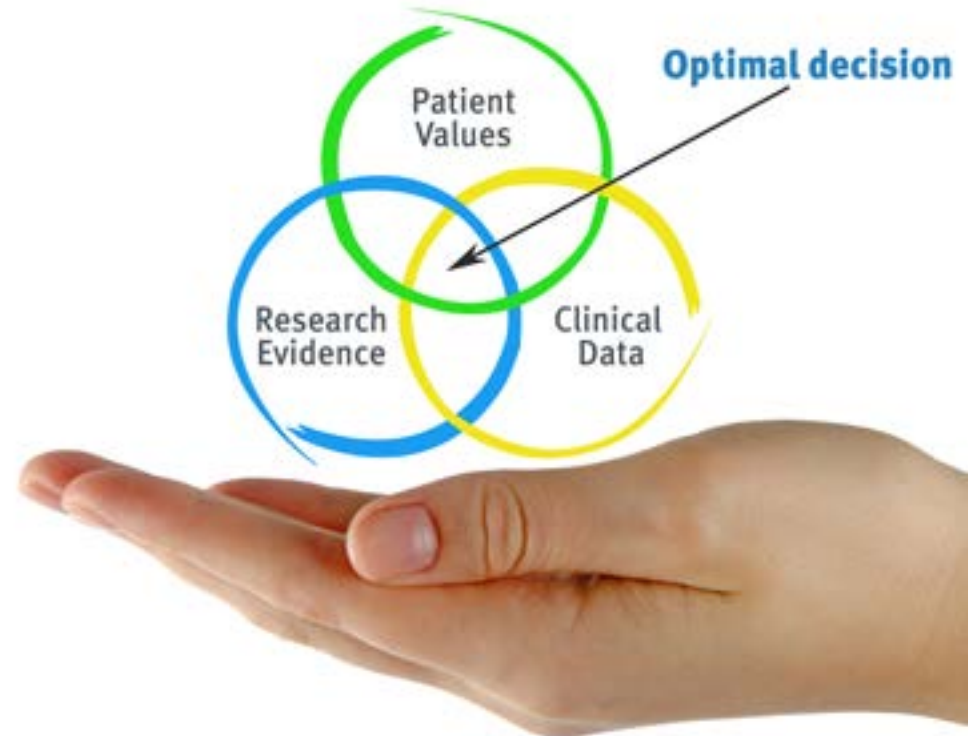 Optimal decision
Patient
Values
Research
Evidence
Clinical
Data